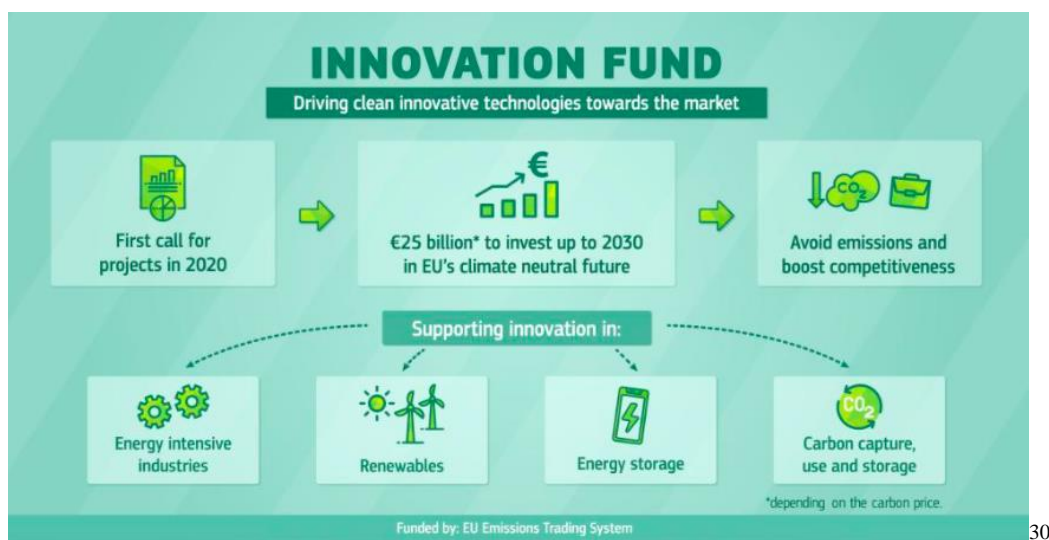 INNOVATION FUND
Driving clean innovative technologies towards the market
First call for
projects in 2020
€
€25 billion* to invest up to 2030
in EU's climate neutral future
CO2
Avoid emissions and
boost competitiveness
Supporting innovation in:
Energy intensive
industries
Renewables
Energy storage
CO2
Carbon capture,
use and storage
*depending on the carbon price.
Funded by: EU Emissions Trading System
30